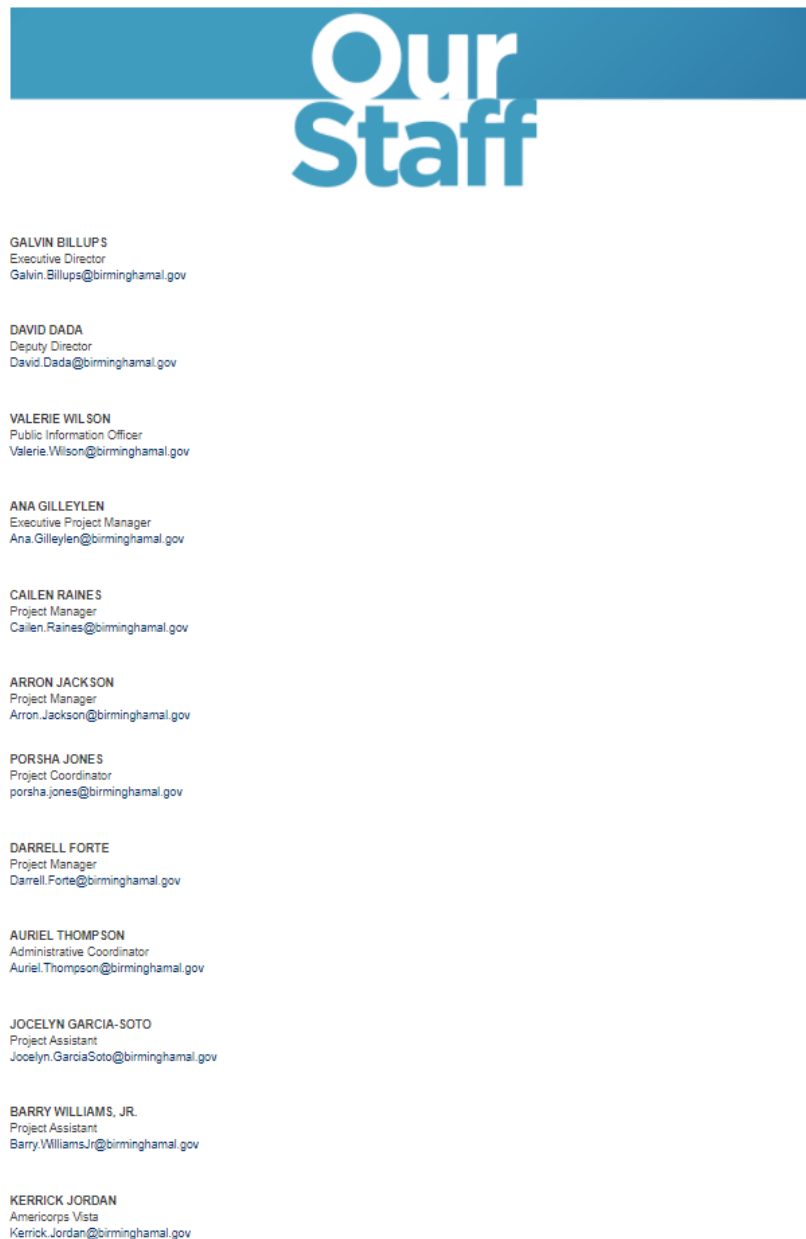 Our
Staff
GALVIN BILLUPS
Executive Director
Galvin.Billups@birminghamal.gov
DAVID DADA
Deputy Director
David.Dada@birminghamal.gov
VALERIE WILSON
Public Information Officer
Valerie.Wilson@birminghamal.gov
ANA GILLEYLEN
Executive Project Manager
Ana.Gilleylen@birminghamal.gov
CAILEN RAINES
Project Manager
Cailen.Raines@birminghamal.gov
ARRON JACKSON
Project Manager
Arron.Jackson@birminghamal.gov
PORSHA JONES
Project Coordinator
porsha.jones@birminghamal.gov
DARRELL FORTE
Project Manager
Darrell.Forte@birminghamal.gov
AURIEL THOMPSON
Administrative Coordinator
Auriel.Thompson@birminghamal.gov
JOCELYN GARCIA-SOTO
Project Assistant
Jocelyn.GarciaSoto@birminghamal.gov
BARRY WILLIAMS, JR.
Project Assistant
Barry.WilliamsJr@birminghamal.gov
KERRICK JORDAN
Americorps Vista
Kerrick.Jordan@birminghamal.gov